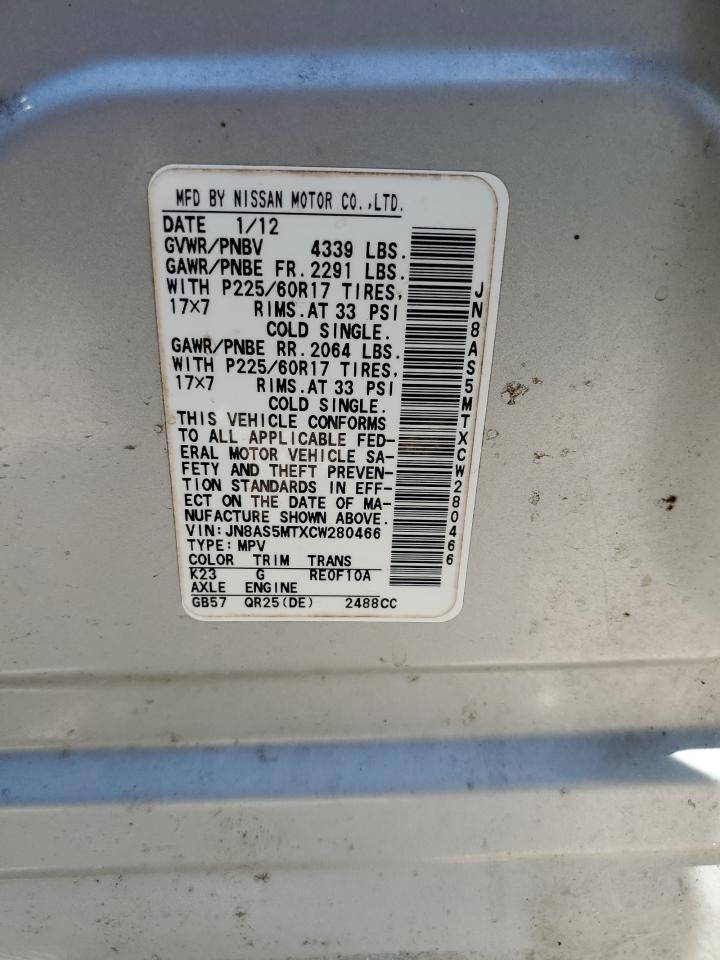 MFD BY NISSAN MOTOR CO.,LTD.
DATE 1/12
GVWR/PNBV 4339 LBS.
GAWR/PNBE FR.2291 LBS.
WITH P225/60R17 TIRES,
17×7 RIMS.AT 33 PSI
COLD SINGLE.
GAWR/PNBE RR.2064 LBS.
WITH P225/60R17 TIRES,
17×7 RIMS.AT 33 PSI
COLD SINGLE.
THIS VEHICLE CONFORMS
TO ALL APPLICABLE FED-
ERAL MOTOR VEHICLE SA-
FETY AND THEFT PREVEN-
TION STANDARDS IN EFF-
ECT ON THE DATE OF MA-
NUFACTURE SHOWN ABOVE.
VIN:JN8AS5MTXCW280466
TYPE:MPV
COLOR TRIM TRANS
K23 G RE0F10A
AXLE ENGINE
GB57 QR25(DE) 2488CC
JN8AS5MTXCW280466